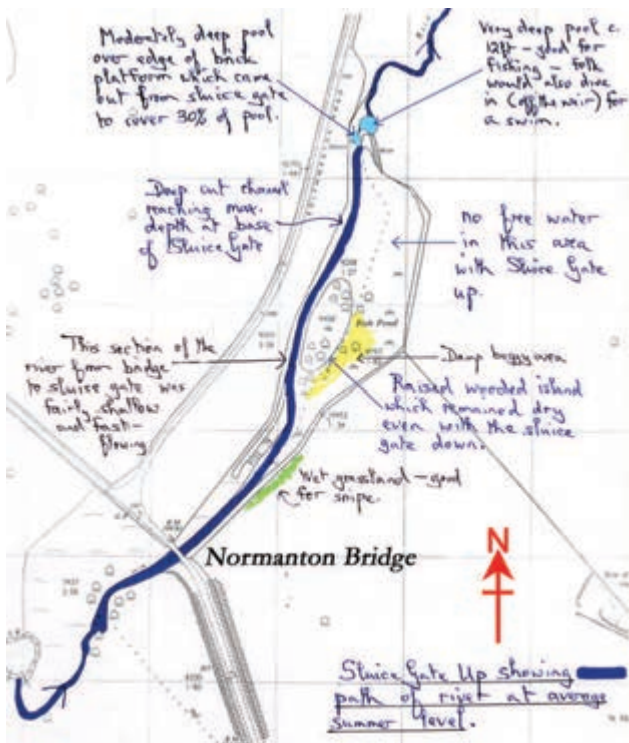 Moderately deep pool
over edge of brick
platform which came
out from sluice gate
to cover 30% of pool.
Very deep pool c.
12ft - good for
fishing - folk
would also dive
in (off the weir) for
a swim.
Deep cut channel
reaching max.
depth at base
of Sluice Gate
no free water
in this area
with Sluice Gate
up.
Fish Pond
This section of the
river from bridge
to sluice gate was
fairly shallow
and fast-
flowing
Deep boggy area
Raised wooded island
which remained dry
even with the sluice
gate down.
Wet grassland - good
for snipe.
Normanton Bridge
N
Sluice Gate Up showing
path of river at average
summer level.